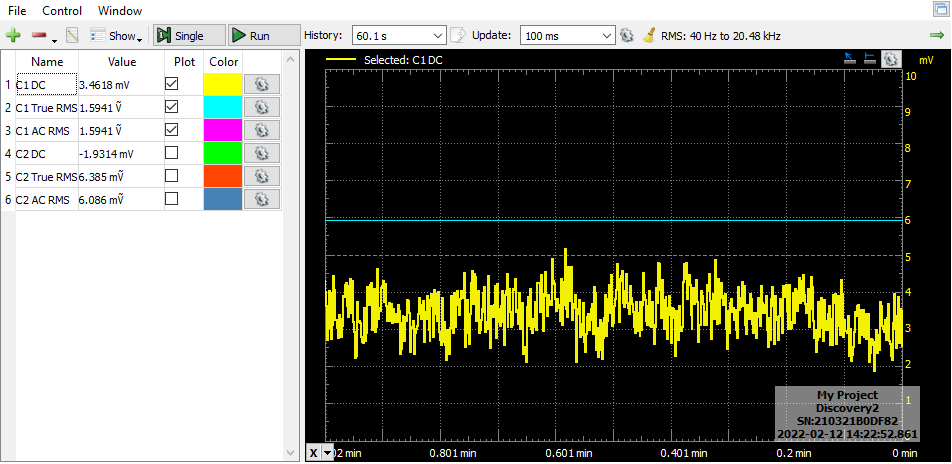 File Control Window
Show Single Run History: 60.1 s Update: 100 ms RMS: 40 Hz to 20.48 kHz
Name Value Plot Color
1 C1 DC 3.4618 mV
2 C1 True RMS 1.5941 Ṽ
3 C1 AC RMS 1.5941 Ṽ
4 C2 DC -1.9314 mV
5 C2 True RMS 6.385 mṼ
6 C2 AC RMS 6.086 mṼ
Selected: C1 DC
mV
10
9
8
7
6
5
4
3
2
1
My Project
Discovery2
SN:210321B0DF82
2022-02-12 14:22:52.861
X 02 min 0.801 min 0.601 min 0.401 min 0.2 min 0 min